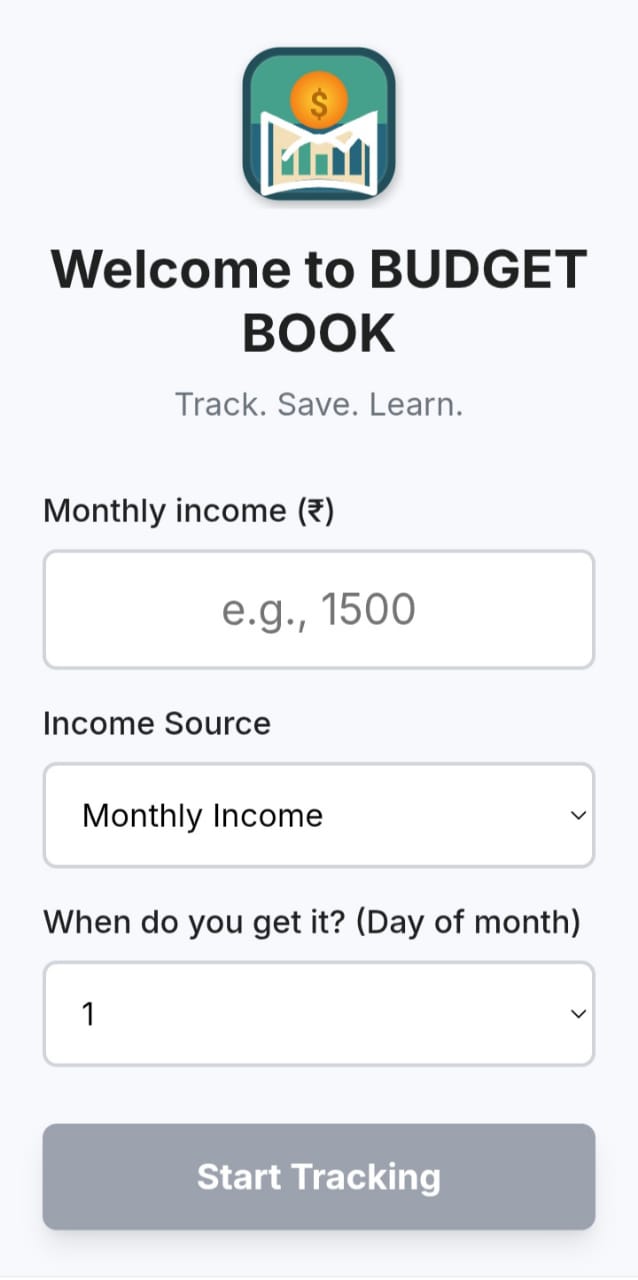 $
Welcome to BUDGET
BOOK
Track. Save. Learn.
Monthly income (₹)
e.g., 1500
Income Source
Monthly Income
When do you get it? (Day of month)
1
Start Tracking